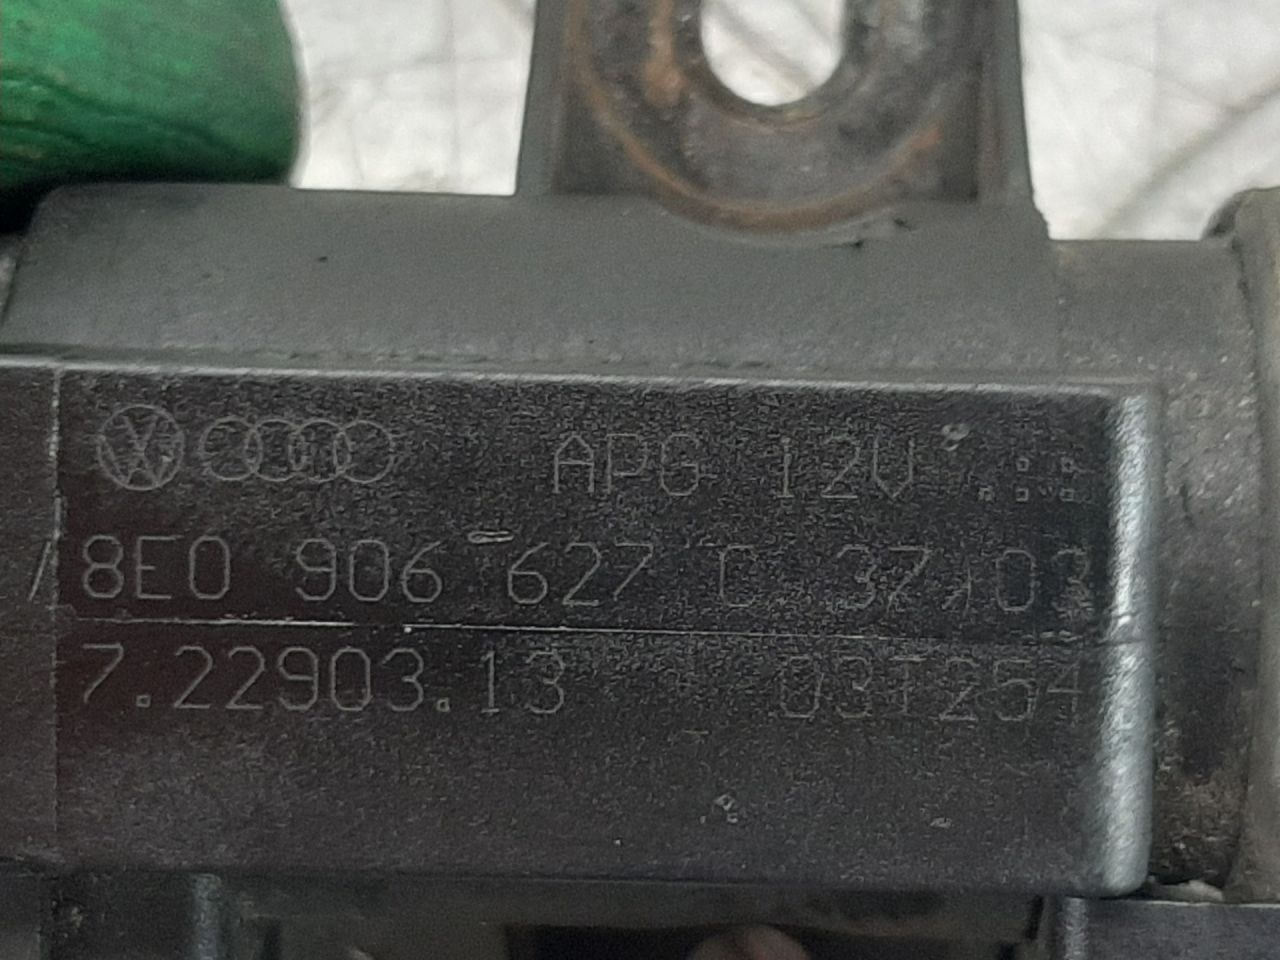 APG 12V
8E0 906 627 C 37/03
7.22903.13 03T254